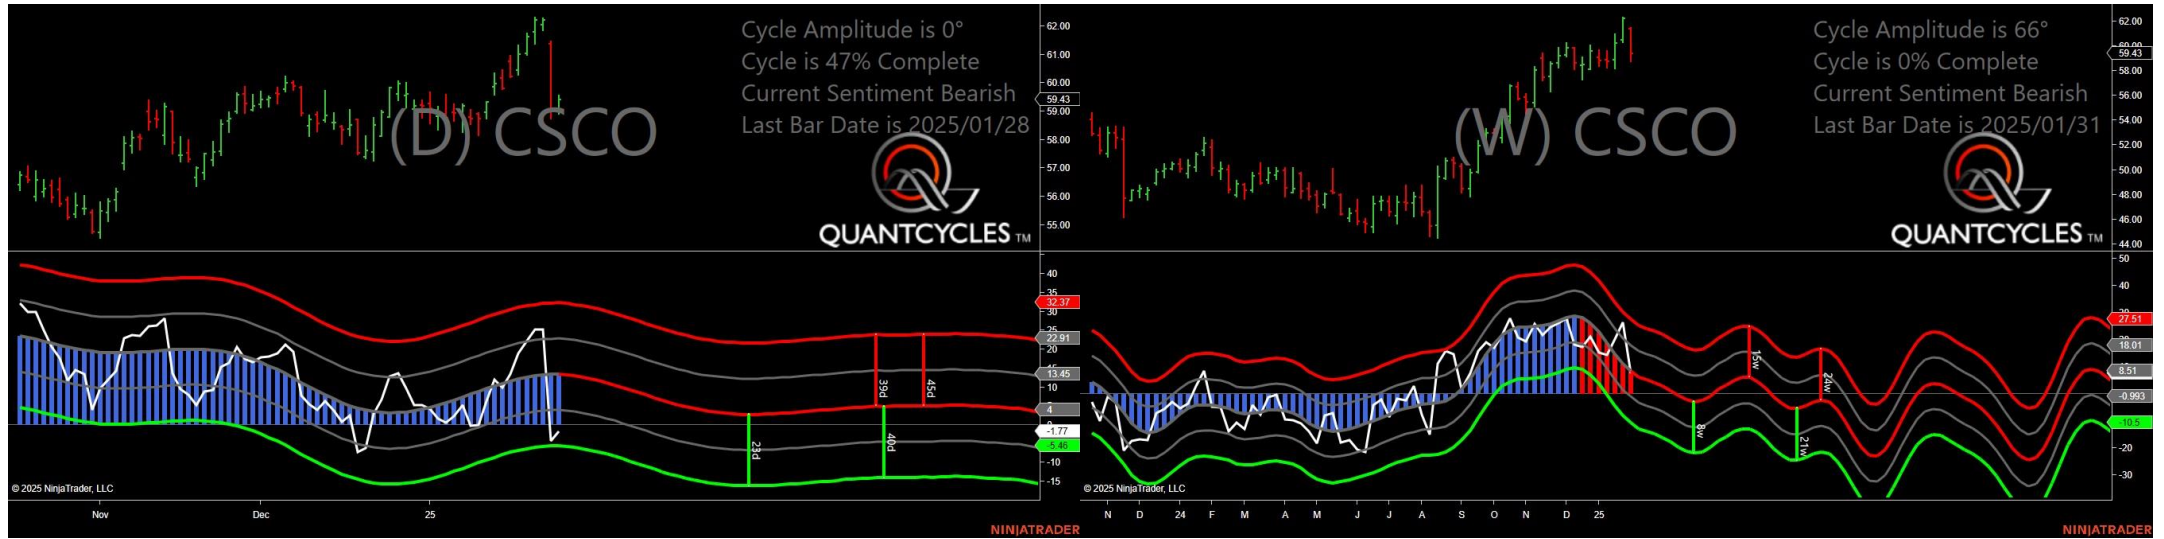 Cycle Amplitude is 0°
Cycle is 47% Complete
Current Sentiment Bearish
Last Bar Date is 2025/01/28
(D) CSCO
QUANTCYCLES TM
62.00
61.00
60.00
59.43
59.00
58.00
57.00
56.00
55.00
40
35
32.37
30
25
22.91
20
15
13.45
10
4
0
-1.77
-5.46
-10
-15
39d
45d
23d
40d
© 2025 NinjaTrader, LLC
Nov
Dec
25
NINJATRADER
Cycle Amplitude is 66°
Cycle is 0% Complete
Current Sentiment Bearish
Last Bar Date is 2025/01/31
(W) CSCO
QUANTCYCLES TM
62.00
60.00
59.43
58.00
56.00
54.00
52.00
50.00
48.00
46.00
44.00
50
40
27.51
18.01
8.51
-0.993
-10.5
-20
-30
15w
24w
8w
21w
© 2025 NinjaTrader, LLC
N D 24 F M A M J J A S O N D 25
NINJATRADER